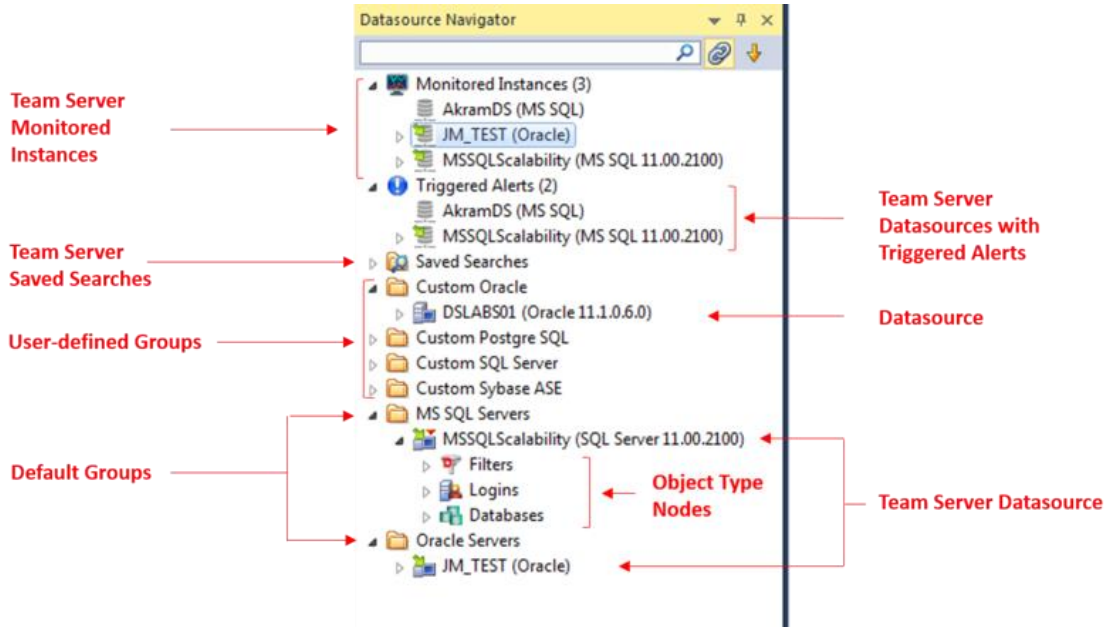 Datasource Navigator
Monitored Instances (3)
AkramDS (MS SQL)
JM_TEST (Oracle)
MSSQLScalability (MS SQL 11.00.2100)
Triggered Alerts (2)
AkramDS (MS SQL)
MSSQLScalability (MS SQL 11.00.2100)
Saved Searches
Custom Oracle
DSLABS01 (Oracle 11.1.0.6.0)
Custom Postgre SQL
Custom SQL Server
Custom Sybase ASE
MS SQL Servers
MSSQLScalability (SQL Server 11.00.2100)
Filters
Logins
Databases
Oracle Servers
JM_TEST (Oracle)
Team Server
Monitored
Instances
Team Server
Saved Searches
User-defined Groups
Default Groups
Team Server
Datasources with
Triggered Alerts
Datasource
Object Type
Nodes
Team Server Datasource